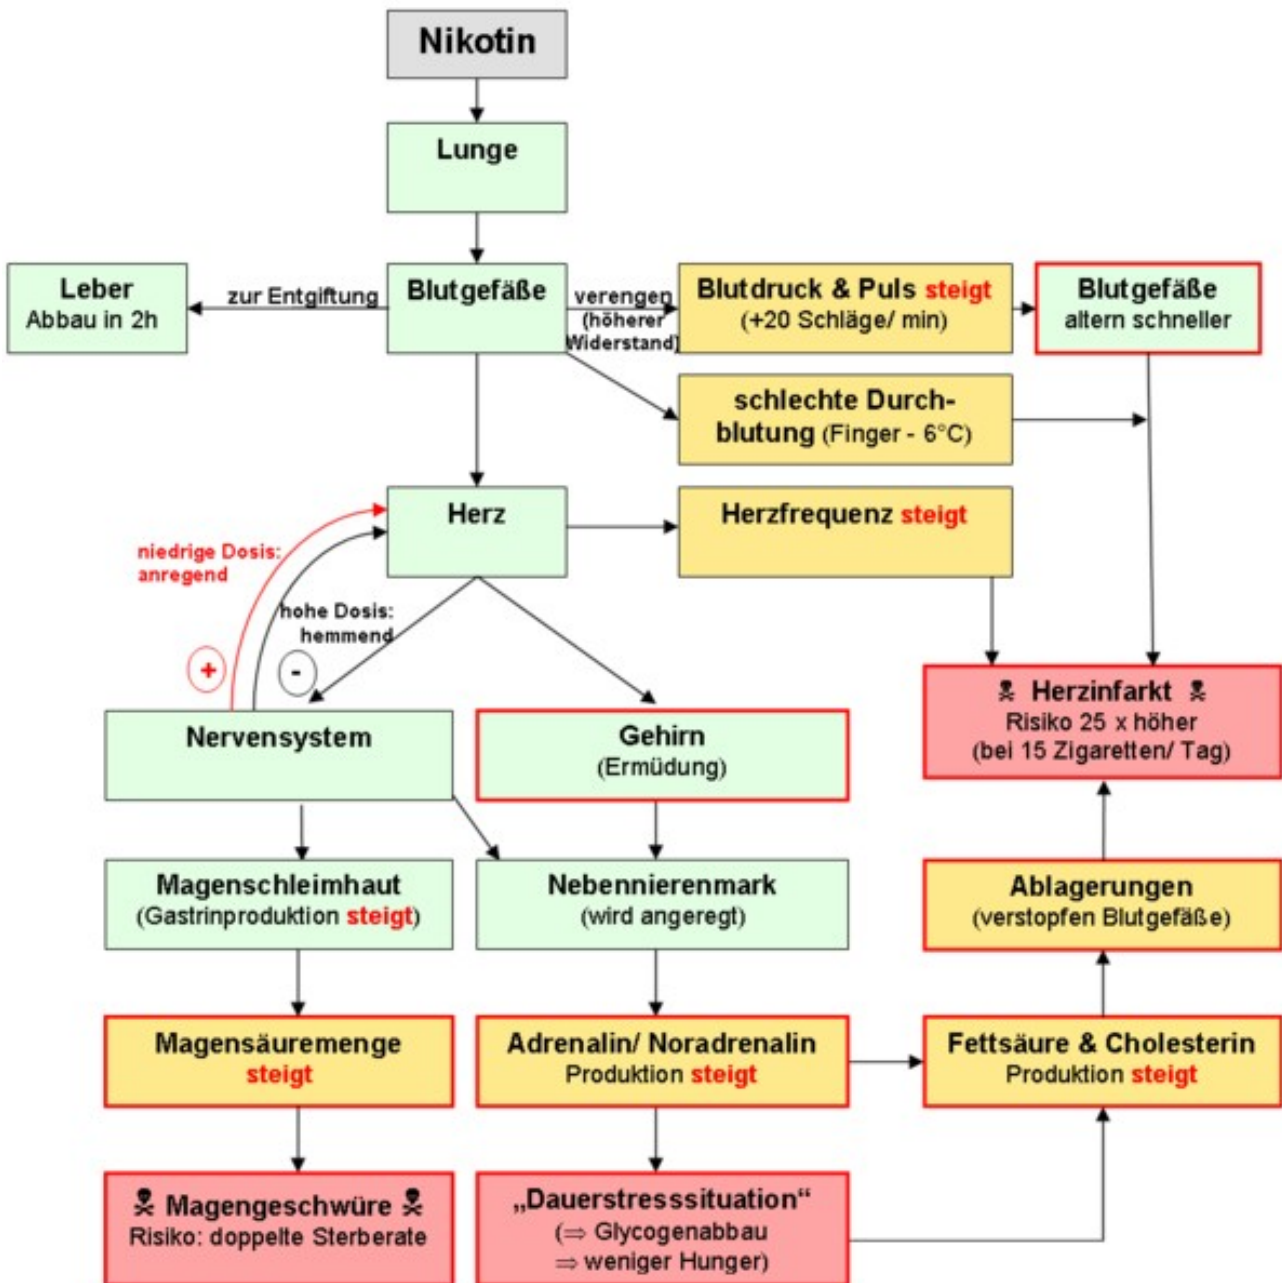 Nikotin
Lunge
Leber
Abbau in 2h
zur Entgiftung
Blutgefäße
verengen
(höherer
Widerstand)
Blutdruck & Puls steigt
(+20 Schläge/ min)
Blutgefäße
altern schneller
schlechte Durch-
blutung (Finger - 6°C)
Herz
Herzfrequenz steigt
niedrige Dosis:
anregend
hohe Dosis:
hemmend
+
-
Nervensystem
Gehirn
(Ermüdung)
☠ Herzinfarkt ☠
Risiko 25 x höher
(bei 15 Zigaretten/ Tag)
Magenschleimhaut
(Gastrinproduktion steigt)
Nebennierenmark
(wird angeregt)
Ablagerungen
(verstopfen Blutgefäße)
Magensäuremenge
steigt
Adrenalin/ Noradrenalin
Produktion steigt
Fettsäure & Cholesterin
Produktion steigt
☠ Magengeschwüre ☠
Risiko: doppelte Sterberate
„Dauerstresssituation“
(⇒ Glycogenabbau
⇒ weniger Hunger)